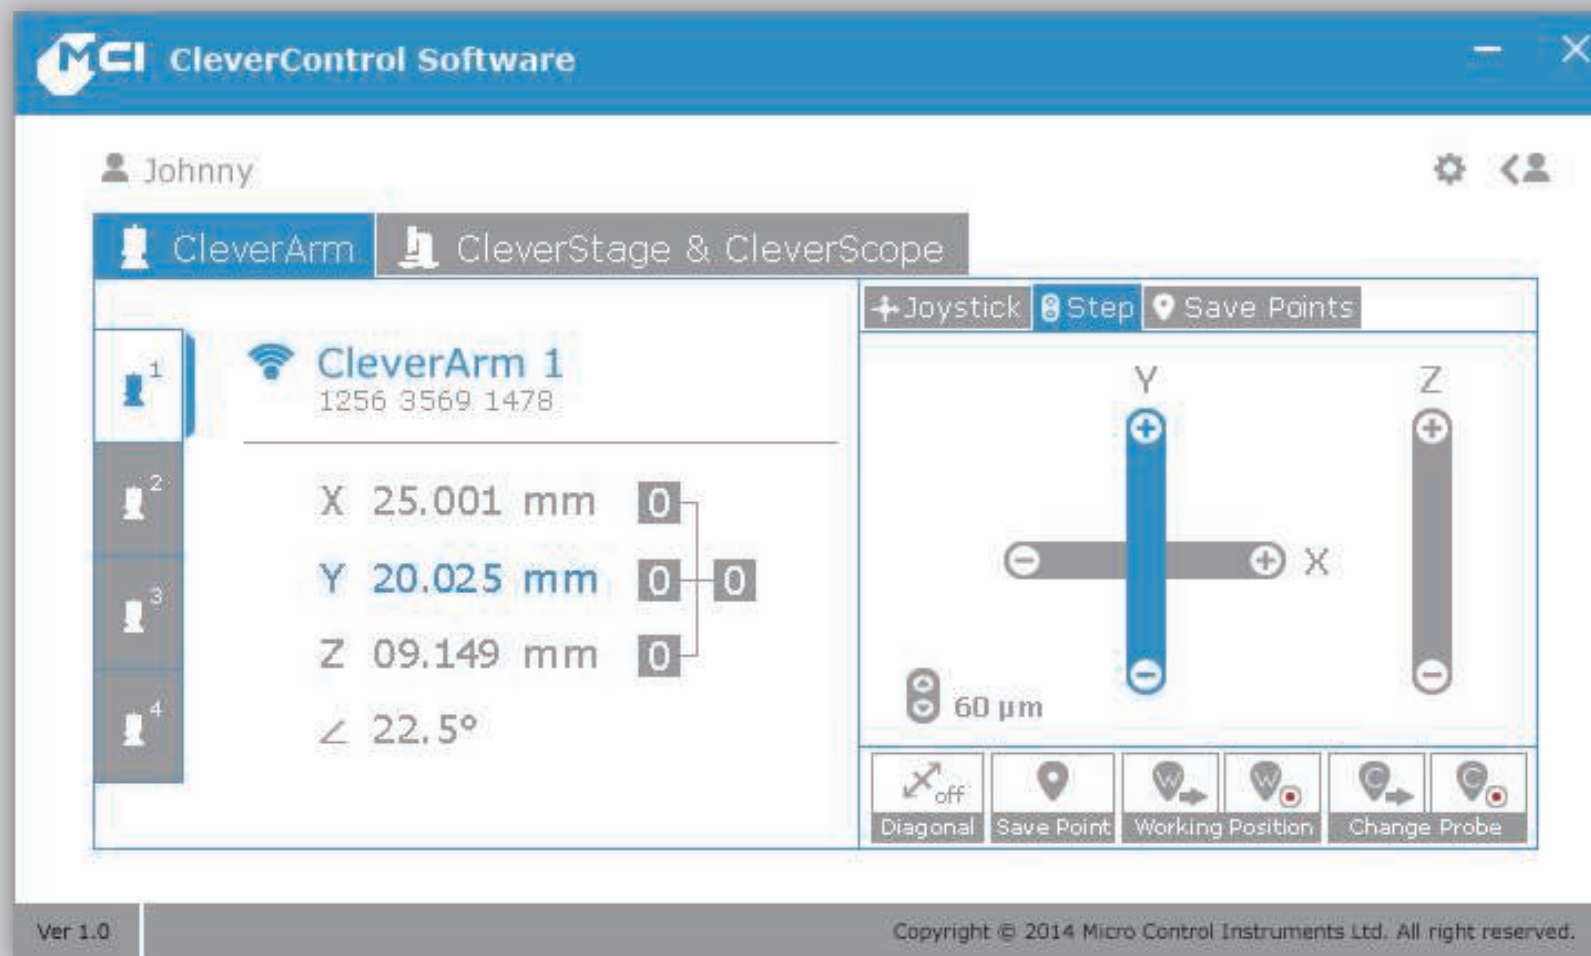 MCI CleverControl Software
Johnny
CleverArm
CleverStage & CleverScope
Joystick
Step
Save Points
1
2
3
4
CleverArm 1
1256 3569 1478
X 25.001 mm 0
Y 20.025 mm 0 0
Z 09.149 mm 0
∠ 22.5º
Y
Z
X
60 µm
off
Diagonal
Save Point
W W
Working Position
C C
Change Probe
Ver 1.0
Copyright © 2014 Micro Control Instruments Ltd. All right reserved.